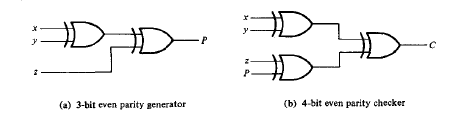 x
y
z
P
(a) 3-bit even parity generator
x
y
z
P
C
(b) 4-bit even parity checker